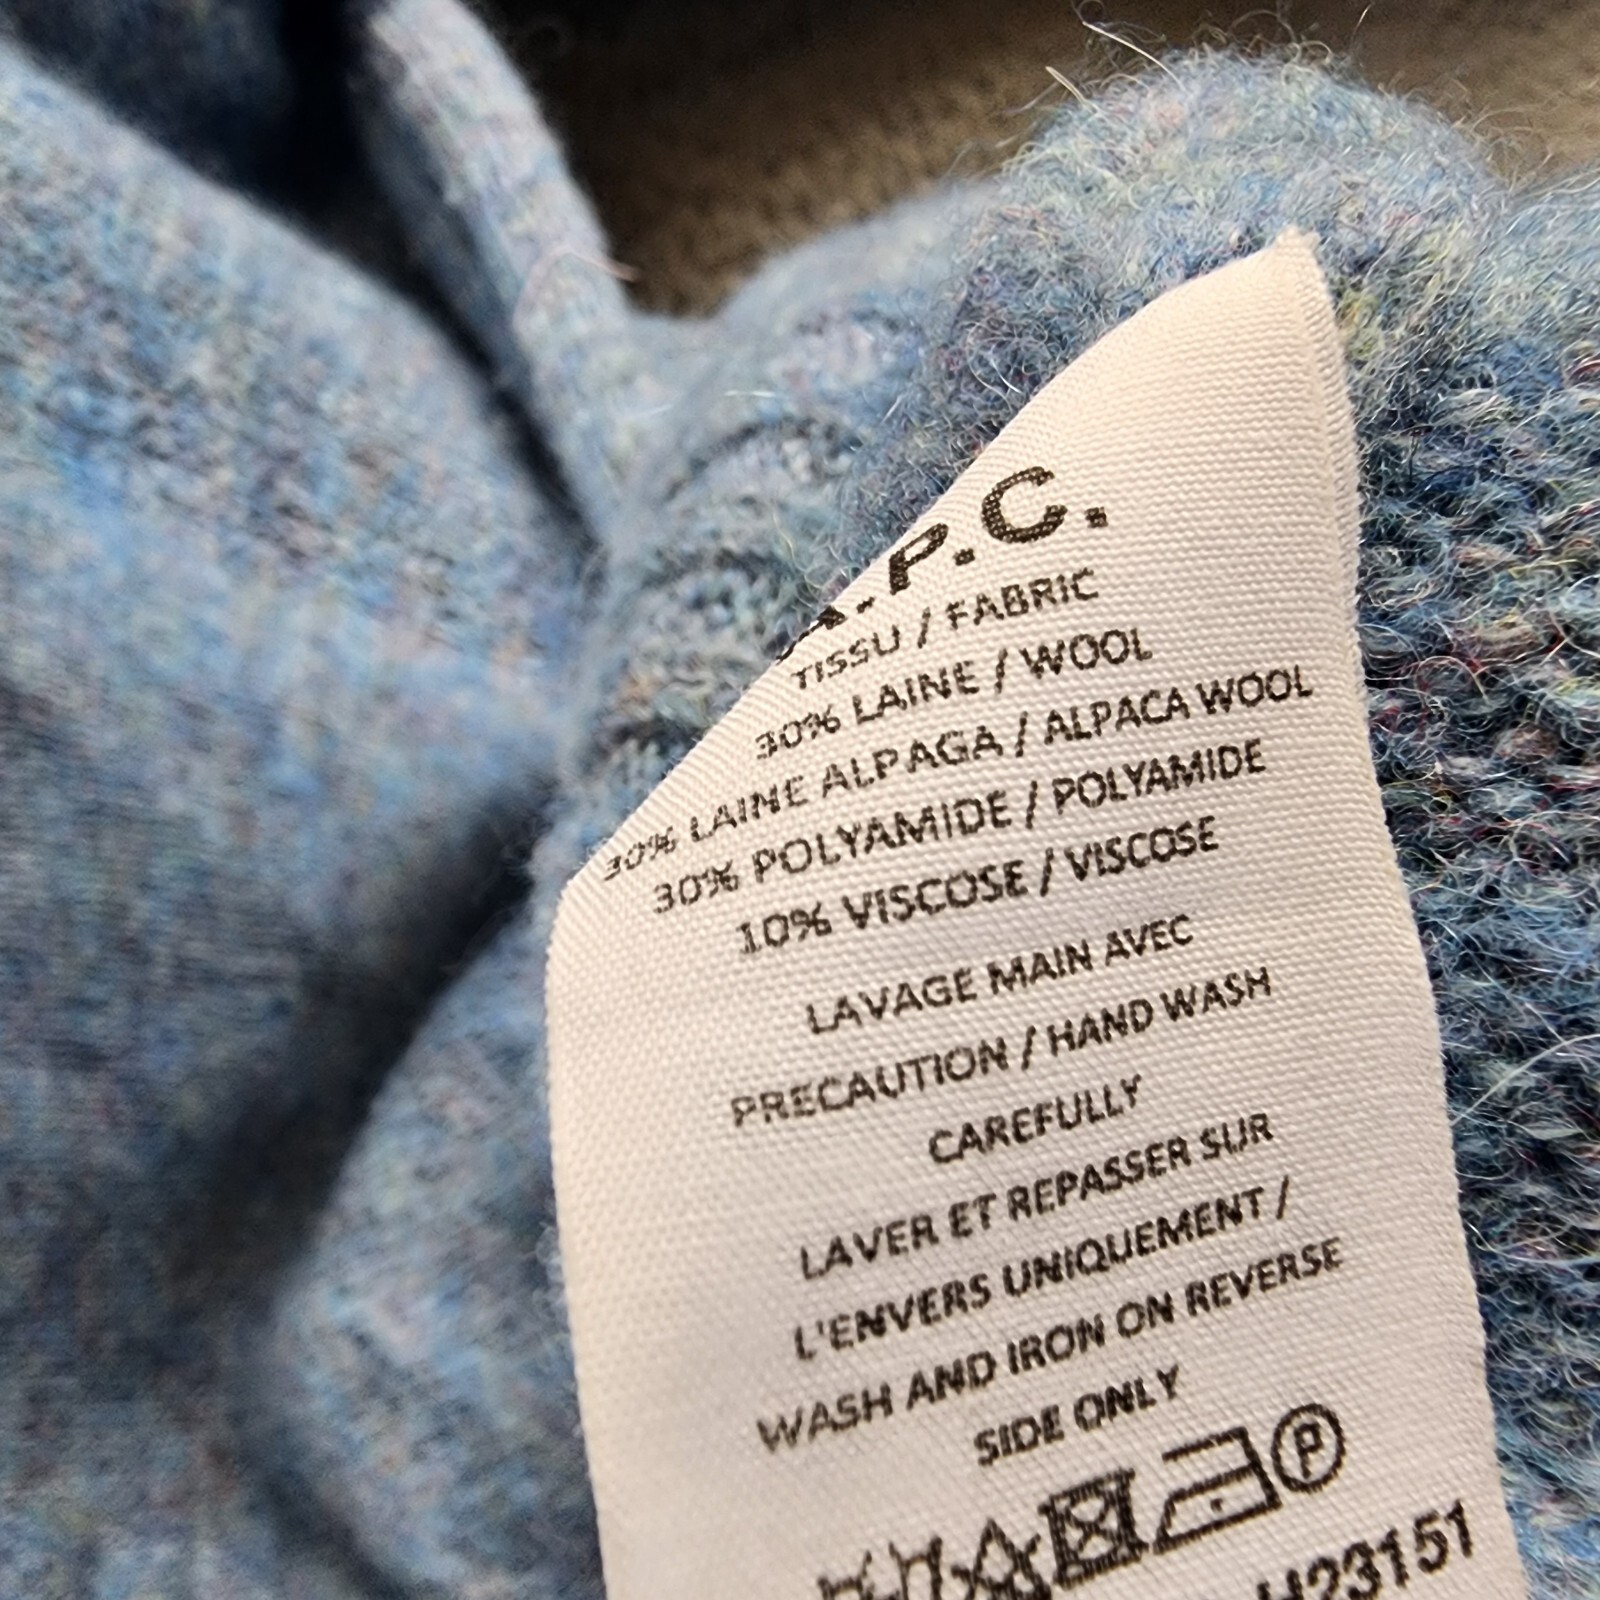 A.P.C.
TISSU / FABRIC
30% LAINE / WOOL
30% LAINE ALPAGA / ALPACA WOOL
30% POLYAMIDE / POLYAMIDE
10% VISCOSE / VISCOSE
LAVAGE MAIN AVEC
PRECAUTION / HAND WASH
CAREFULLY
LAVER ET REPASSER SUR
L'ENVERS UNIQUEMENT /
WASH AND IRON ON REVERSE
SIDE ONLY
P
H23151